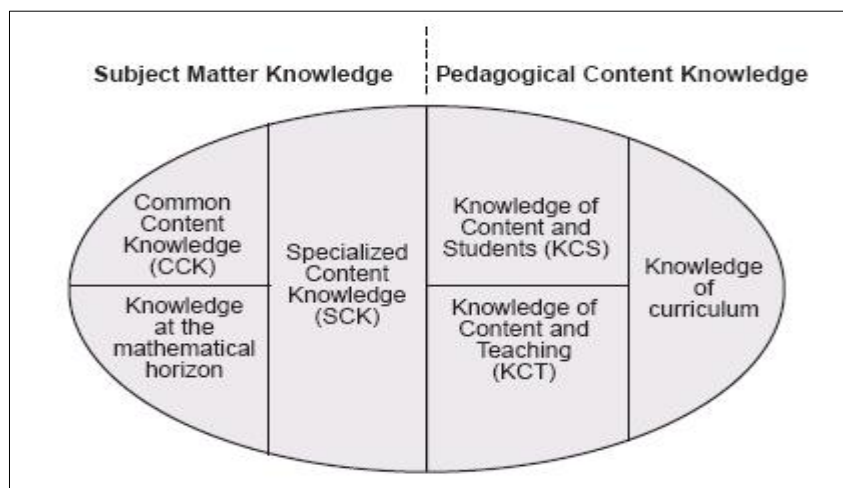 Subject Matter Knowledge
Pedagogical Content Knowledge
Common
Content
Knowledge
(CCK)
Knowledge
at the
mathematical
horizon
Specialized
Content
Knowledge
(SCK)
Knowledge of
Content and
Students (KCS)
Knowledge of
Content and
Teaching
(KCT)
Knowledge
of
curriculum